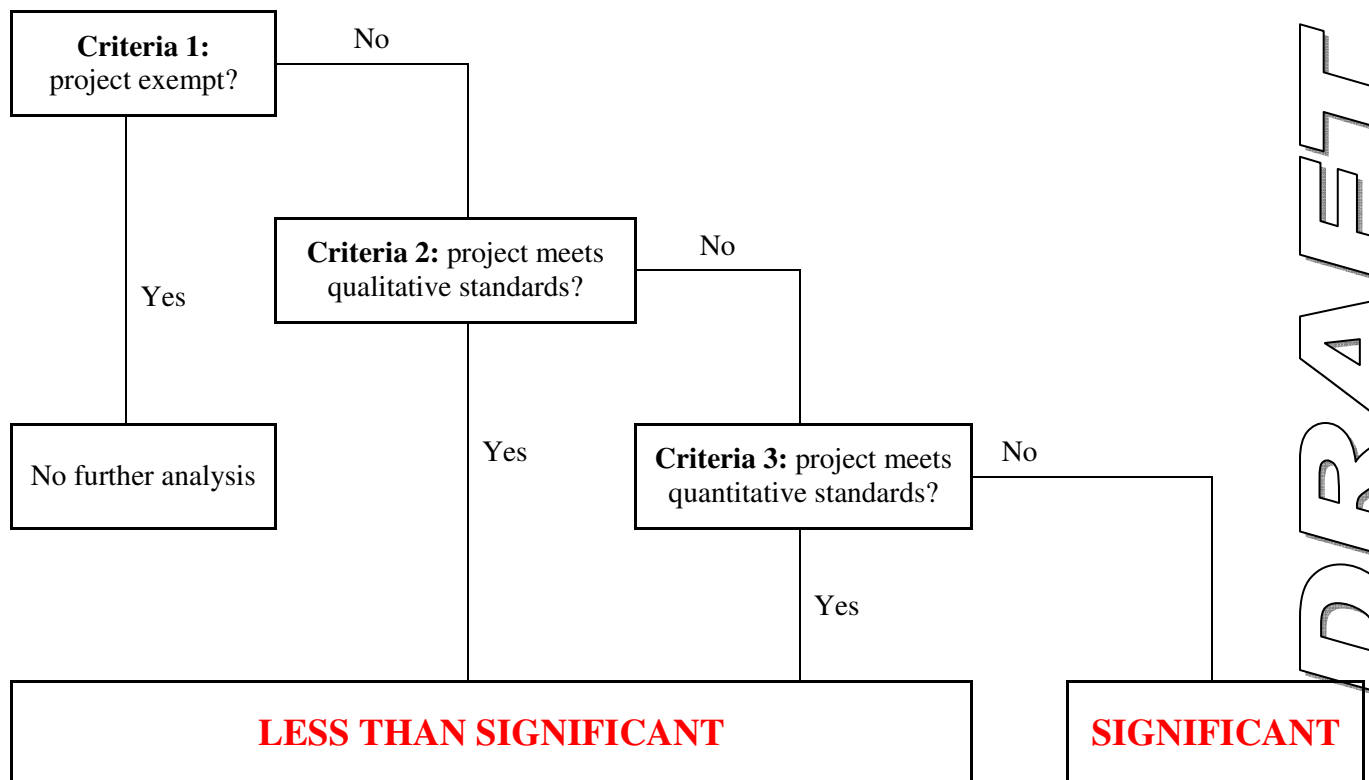 Criteria 1:
project exempt?
No
Criteria 2: project meets
qualitative standards?
No
Yes
No further analysis
Yes
Criteria 3: project meets
quantitative standards?
No
Yes
LESS THAN SIGNIFICANT
SIGNIFICANT
DRAFT